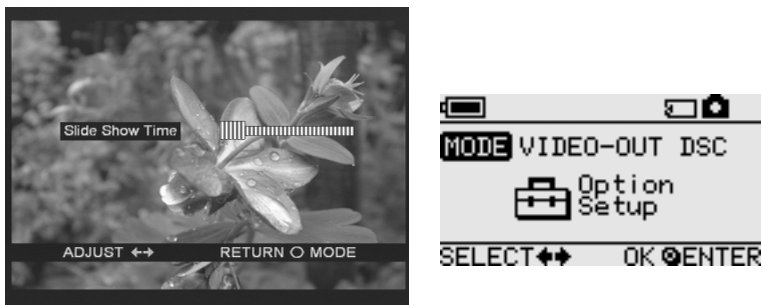 Slide Show Time
ADJUST ←→ RETURN ○ MODE
MODE VIDEO-OUT DSC
Option
Setup
SELECT←→ OK ENTER